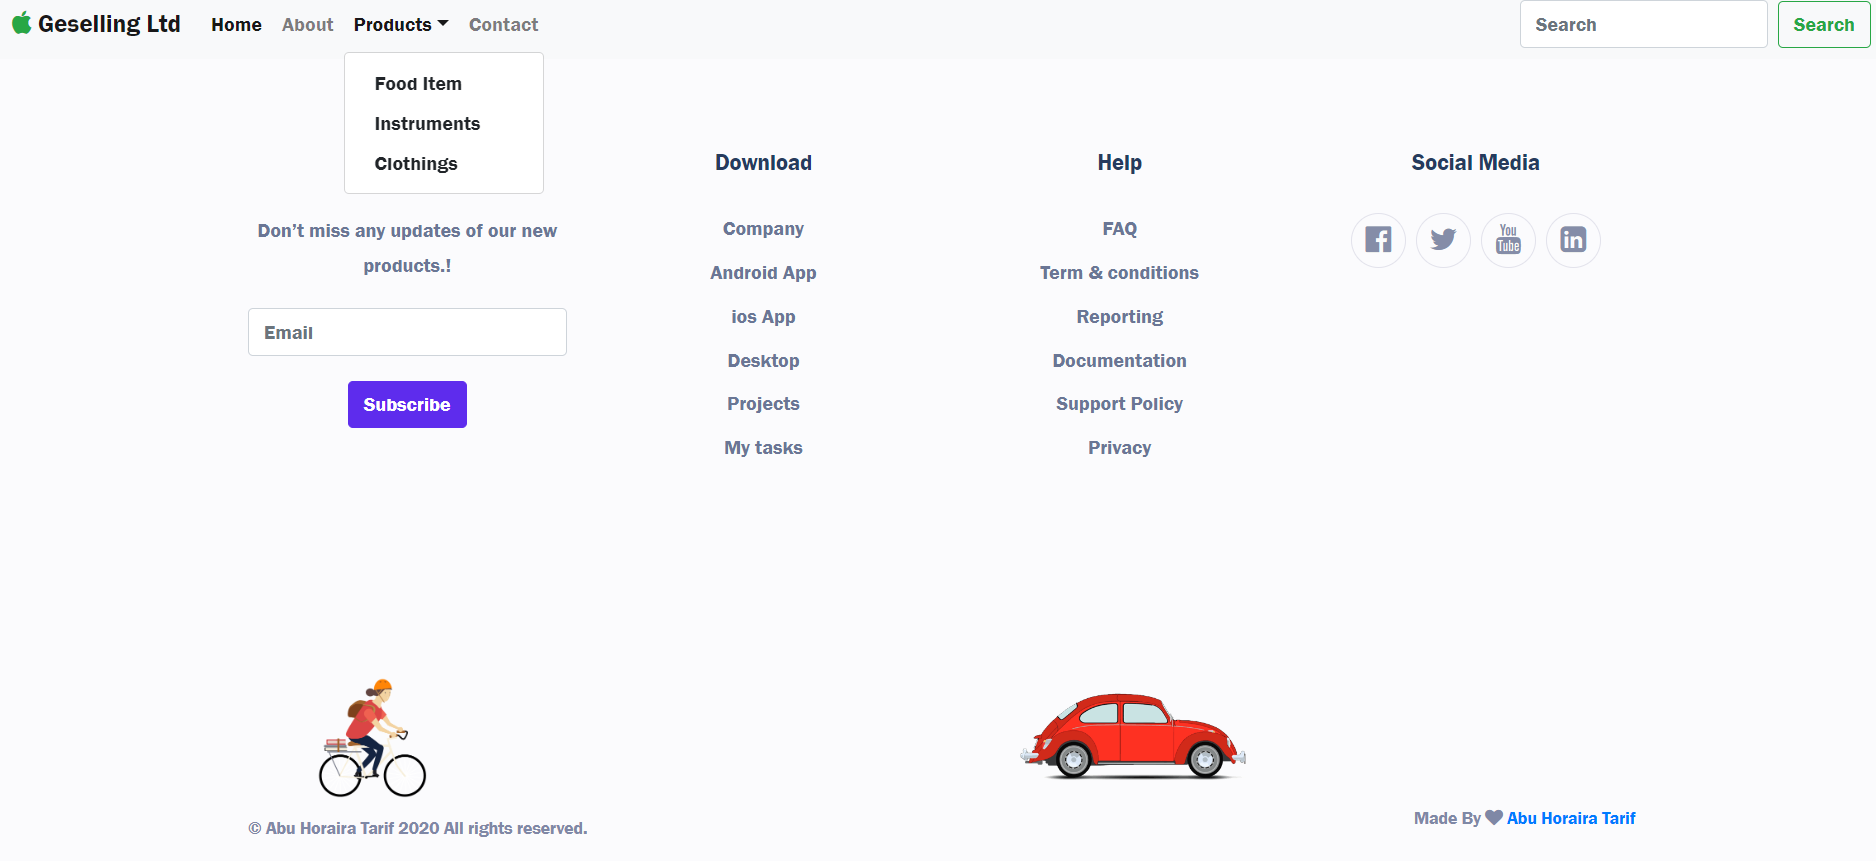 Geselling Ltd Home About Products Contact Search Search
Food Item
Instruments
Clothings
Don’t miss any updates of our new
products.!
Email
Subscribe
Download
Company
Android App
ios App
Desktop
Projects
My tasks
Help
FAQ
Term & conditions
Reporting
Documentation
Support Policy
Privacy
Social Media
You
Tube
in
© Abu Horaira Tarif 2020 All rights reserved.
Made By Abu Horaira Tarif